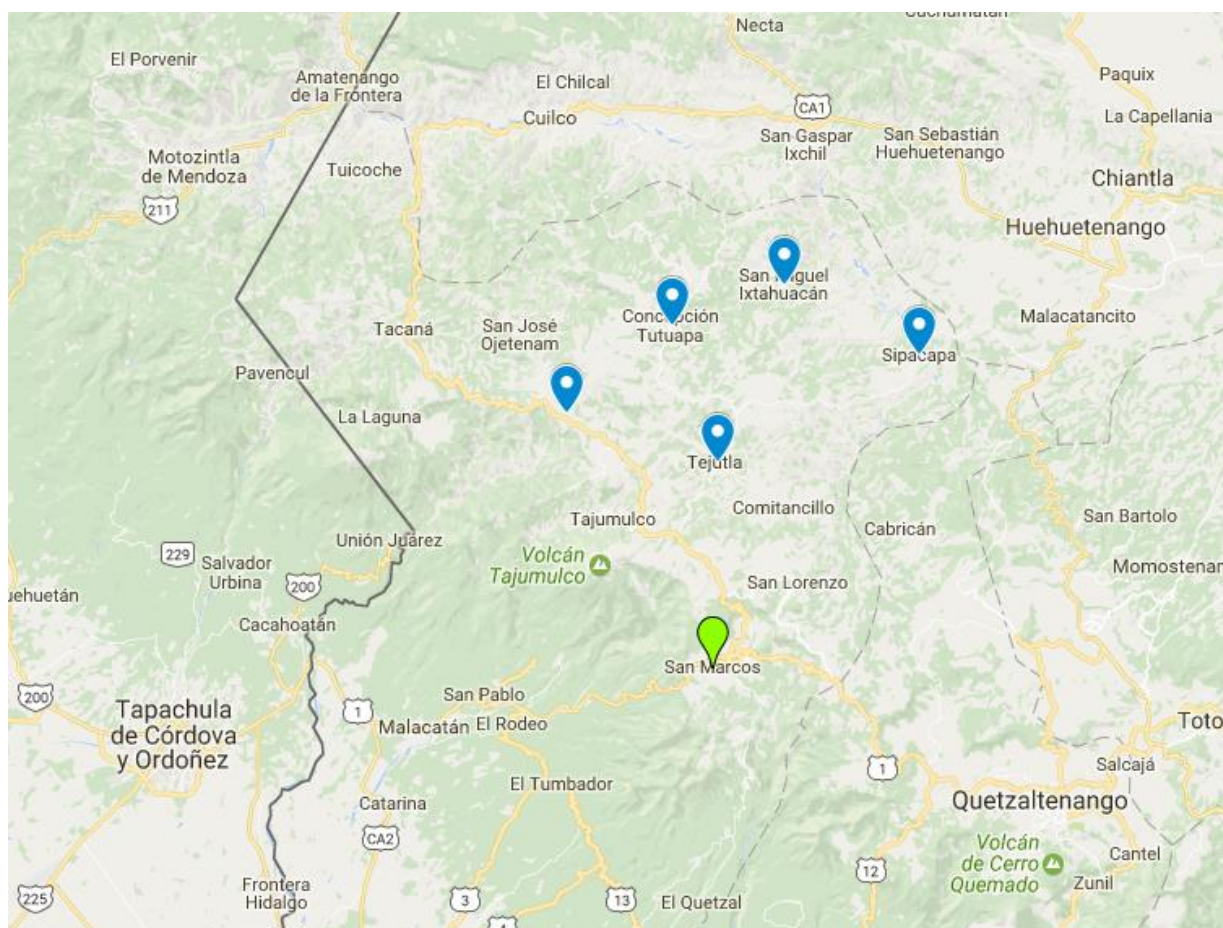 Necta
El Porvenir
Amatenango
de la Frontera
El Chilcal
Paquix
CA1
La Capellania
Cuilco
San Gaspar
Ixchil
San Sebastián
Huehuetenango
Motozintla
de Mendoza
Tuicoche
Chiantla
211
Huehuetenango
San Miguel
Ixtahuacán
Concepción
Tutuapa
Malacatancito
Tacaná
San José
Ojetenam
Sipacapa
Pavencul
La Laguna
Tejutla
Comitancillo
Tajumulco
Cabricán
San Bartolo
Unión Juárez
229
Volcán
Tajumulco
Salvador
Urbina
200
San Lorenzo
Momostenan
uehuetán
Cacahoatán
San Marcos
200
San Pablo
Tapachula
de Córdova
y Ordoñez
1
Malacatán
El Rodeo
Toto
1
Salcajá
El Tumbador
Quetzaltenango
Catarina
CA2
Volcán
de Cerro
Quemado
Cantel
12
Zunil
225
Frontera
Hidalgo
3
13
El Quetzal